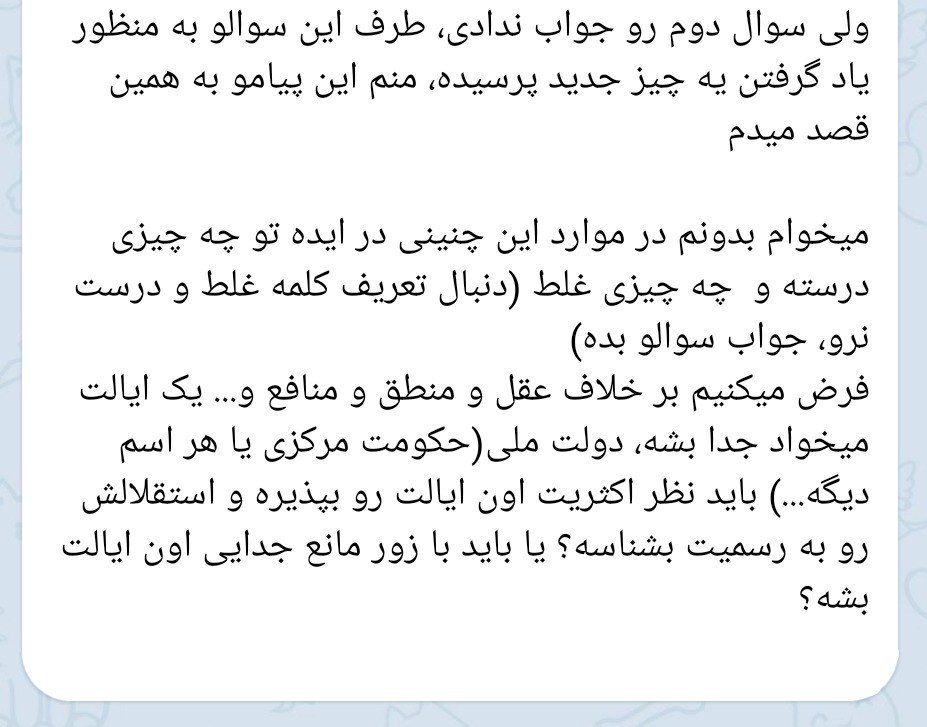 ولی سوال دوم رو جواب ندادی، طرف این سوالو به منظور
یاد گرفتن یه چیز جدید پرسیده، منم این پیامو به همین
قصد میدم
میخوام بدونم در موارد این چنینی در ایده تو چه چیزی
درسته و  چه چیزی غلط (دنبال تعریف کلمه غلط و درست
نرو، جواب سوالو بده)
فرض میکنیم بر خلاف عقل و منطق و منافع و... یک ایالت
میخواد جدا بشه، دولت ملی(حکومت مرکزی یا هر اسم
دیگه...) باید نظر اکثریت اون ایالت رو بپذیره و استقلالش
رو به رسمیت بشناسه؟ یا باید با زور مانع جدایی اون ایالت
بشه؟